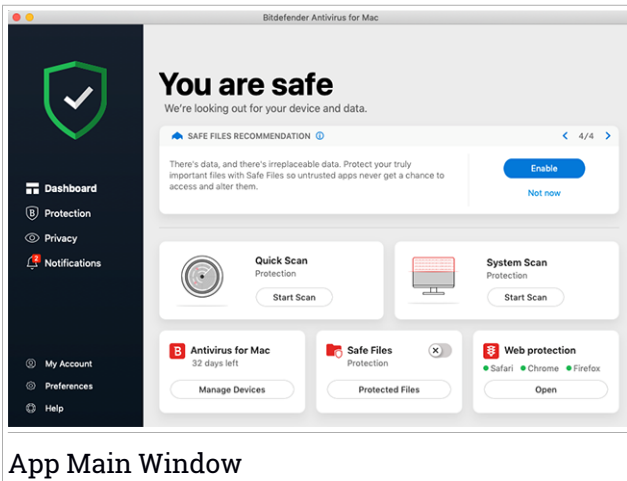 Bitdefender Antivirus for Mac
You are safe
We're looking out for your device and data.
SAFE FILES RECOMMENDATION
4/4
There's data, and there's irreplaceable data. Protect your truly
important files with Safe Files so untrusted apps never get a chance to
access and alter them.
Enable
Not now
Dashboard
B Protection
Privacy
Notifications
My Account
Preferences
Help
Quick Scan
Protection
Start Scan
System Scan
Protection
Start Scan
B Antivirus for Mac
32 days left
Manage Devices
Safe Files
Protection
Protected Files
Web protection
Safari Chrome Firefox
Open
App Main Window